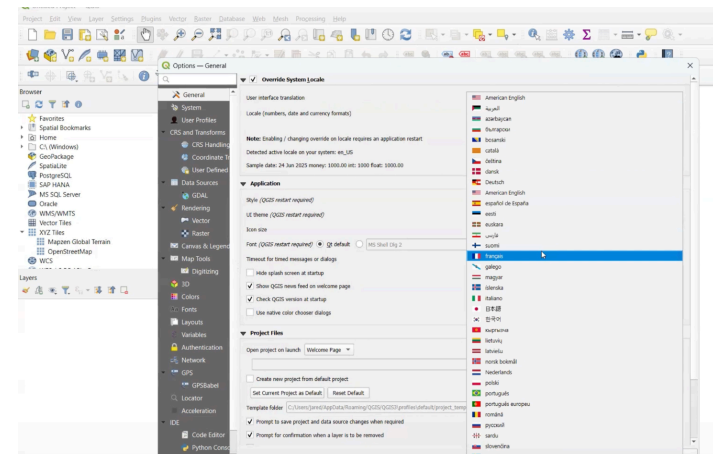 Project Edit View Layer Settings Plugins Vector Raster Database Web Mesh Processing Help
Options — General
Browser
Favorites
Spatial Bookmarks
Home
C:\ (Windows)
GeoPackage
SpatiaLite
PostgreSQL
SAP HANA
MS SQL Server
Oracle
WMS/WMTS
Vector Tiles
XYZ Tiles
Mapzen Global Terrain
OpenStreetMap
WCS
Layers
General
System
User Profiles
CRS and Transforms
CRS Handling
Coordinate Tr
User Defined
Data Sources
GDAL
Rendering
Vector
Raster
Canvas & Legend
Map Tools
Digitizing
3D
Colors
Fonts
Layouts
Variables
Authentication
Network
GPS
GPSBabel
Locator
Acceleration
IDE
Code Editor
Python Conso
Override System Locale
User interface translation
Locale (numbers, date and currency formats)
Note: Enabling / changing override on locale requires an application restart
Detected active locale on your system: en_US
Sample date: 24 Jun 2025 money: 1000.00 int: 1000 float: 1000.00
Application
Style (QGIS restart required)
UI theme (QGIS restart required)
Icon size
Font (QGIS restart required) Qt default MS Shell Dlg 2
Timeout for timed messages or dialogs
Hide splash screen at startup
Show QGIS news feed on welcome page
Check QGIS version at startup
Use native color chooser dialogs
Project Files
Open project on launch Welcome Page
Create new project from default project
Set Current Project as Default Reset Default
Template folder C:/Users/jared/AppData/Roaming/QGIS/QGIS3\profiles\default/project_temp
Prompt to save project and data source changes when required
Prompt for confirmation when a layer is to be removed
American English
العربية
azərbaycan
български
bosanski
català
čeština
dansk
Deutsch
American English
español de España
eesti
euskara
فارسی
suomi
français
galego
magyar
íslenska
italiano
日本語
한국어
кыргызча
lietuvių
latviešu
norsk bokmål
Nederlands
polski
português
português europeu
română
русский
sardu
slovenčina